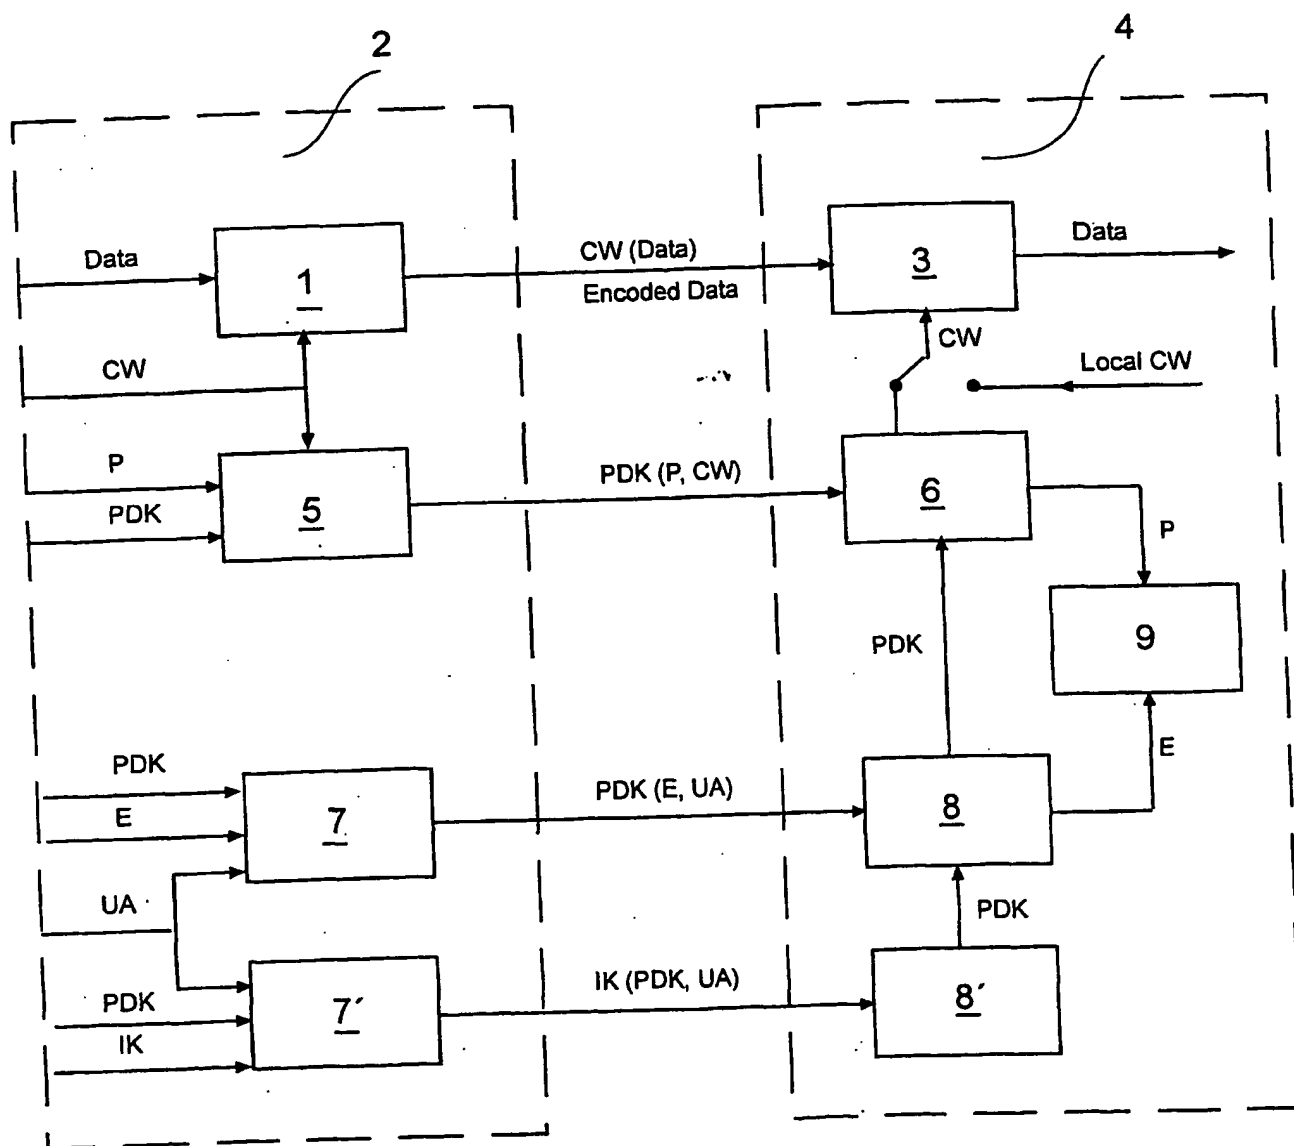 2
4
Data
1
CW (Data)
Encoded Data
3
Data
CW
CW
Local CW
P
PDK
5
PDK (P, CW)
6
P
PDK
9
PDK
E
UA
7
PDK (E, UA)
8
E
PDK
PDK
IK
7′
IK (PDK, UA)
8′